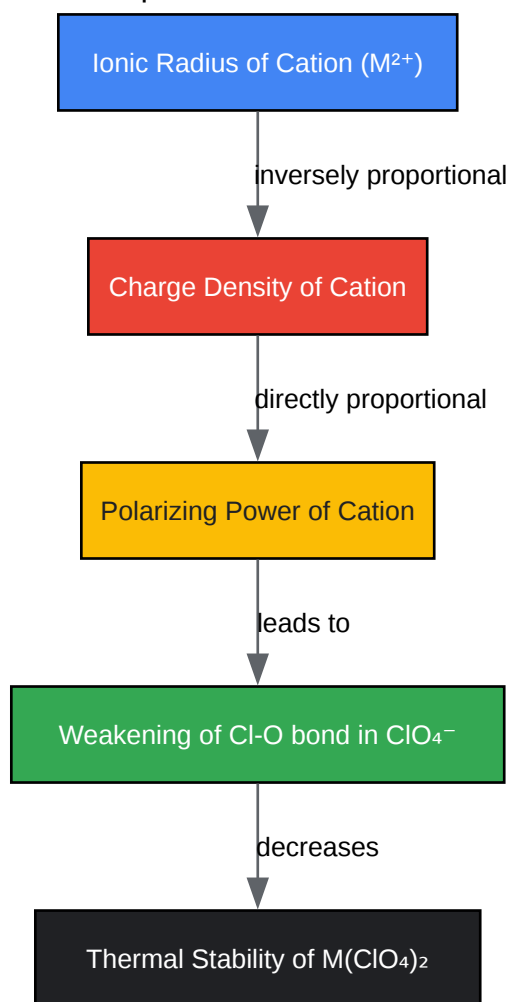 Ionic Radius of Cation (M²⁺)
inversely proportional
Charge Density of Cation
directly proportional
Polarizing Power of Cation
leads to
Weakening of Cl-O bond in ClO₄⁻
decreases
Thermal Stability of M(ClO₄)₂